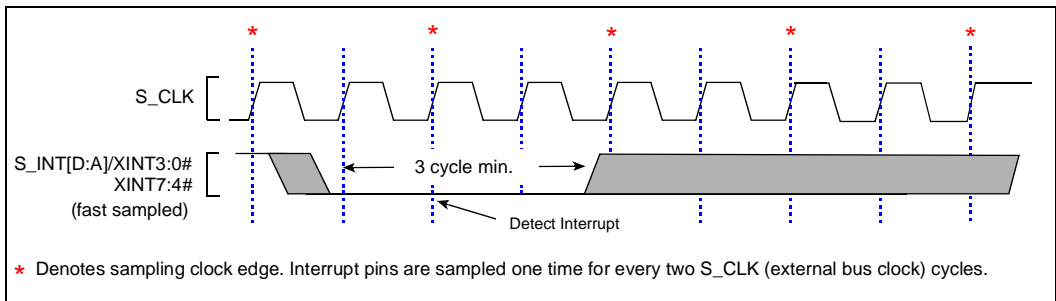 * * * * *
S_CLK
S_INT[D:A]/XINT3:0#
XINT7:4#
(fast sampled)
3 cycle min.
Detect Interrupt
* Denotes sampling clock edge. Interrupt pins are sampled one time for every two S_CLK (external bus clock) cycles.